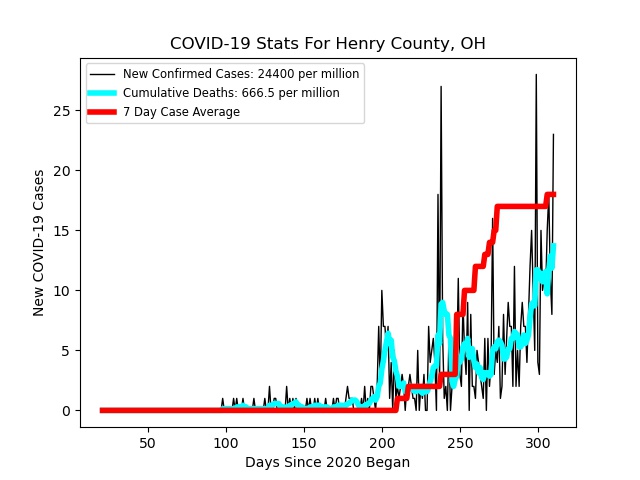 COVID-19 Stats For Henry County, OH
New Confirmed Cases: 24400 per million
Cumulative Deaths: 666.5 per million
7 Day Case Average
New COVID-19 Cases
25
20
15
10
5
0
50 100 150 200 250 300
Days Since 2020 Began